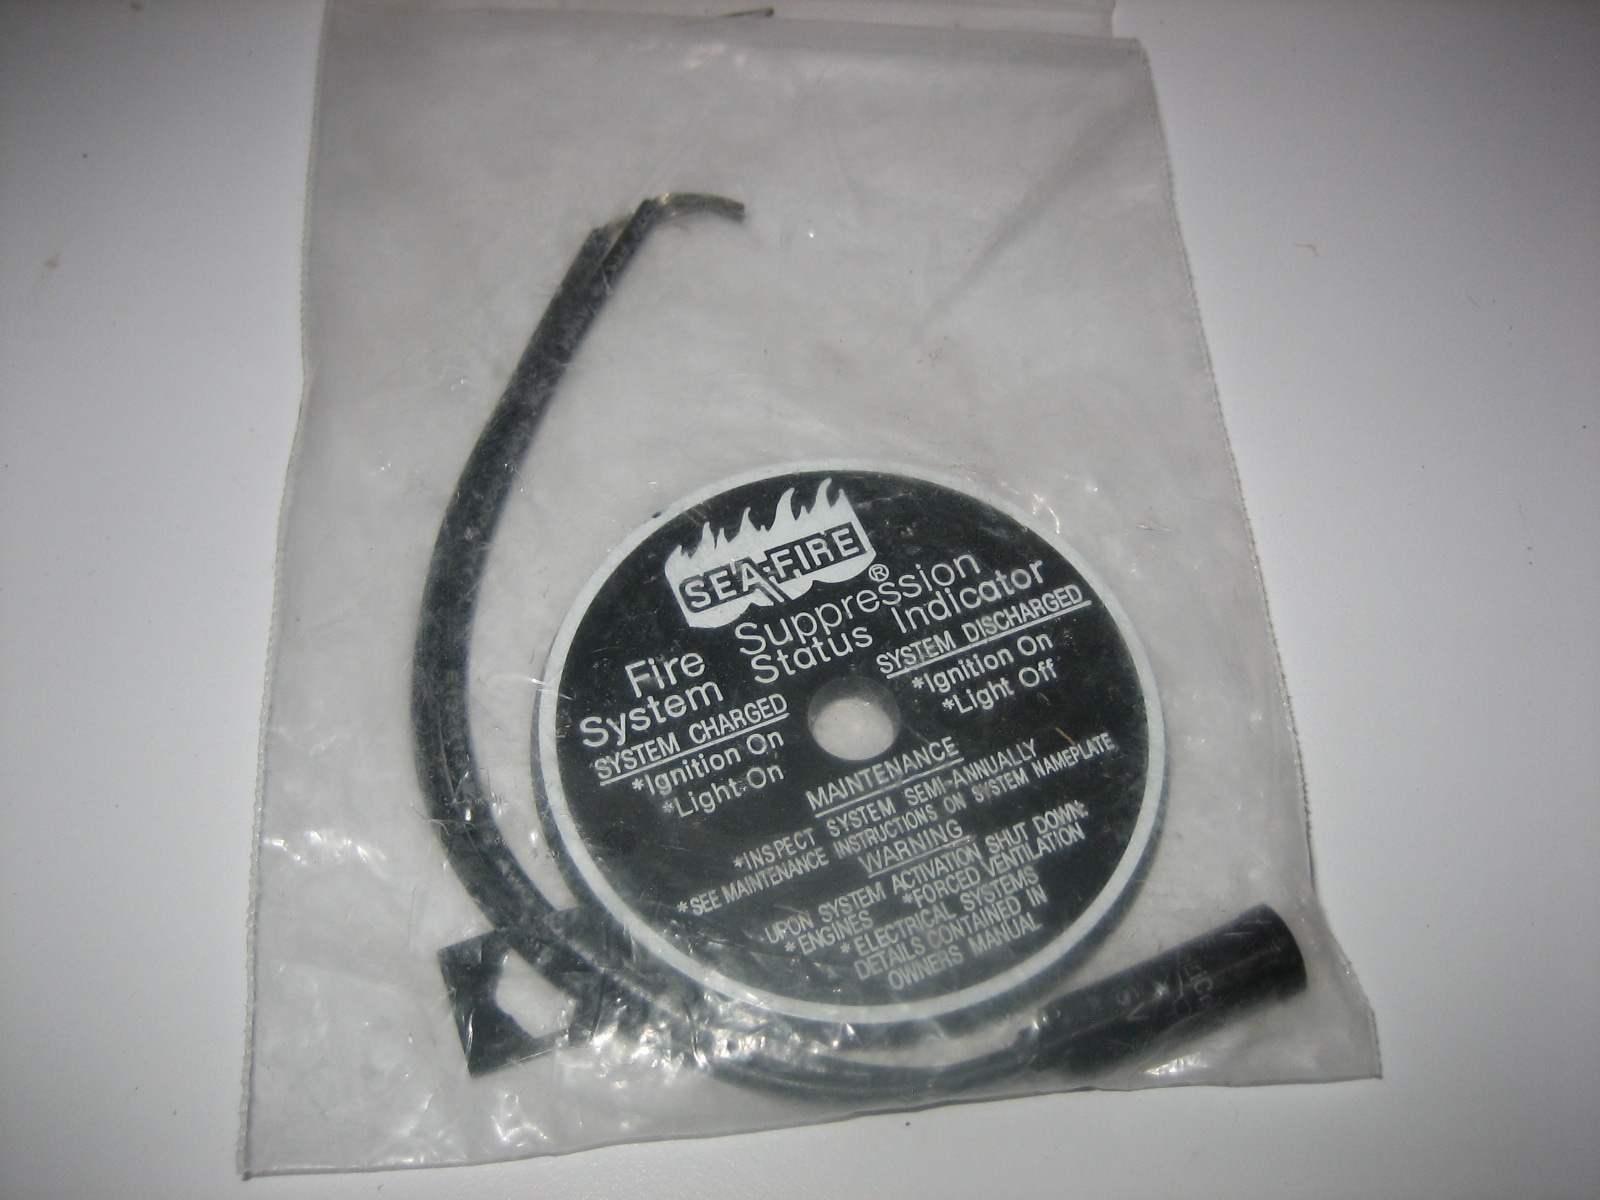 SEA-FIRE®
Fire Suppression
System Status Indicator
SYSTEM CHARGED
*Ignition On
*Light On
SYSTEM DISCHARGED
*Ignition On
*Light Off
MAINTENANCE
*INSPECT SYSTEM SEMI-ANNUALLY
*SEE MAINTENANCE INSTRUCTIONS ON SYSTEM NAMEPLATE
WARNING
UPON SYSTEM ACTIVATION SHUT DOWN:
*ENGINES *FORCED VENTILATION
*ELECTRICAL SYSTEMS
DETAILS CONTAINED IN
OWNERS MANUAL